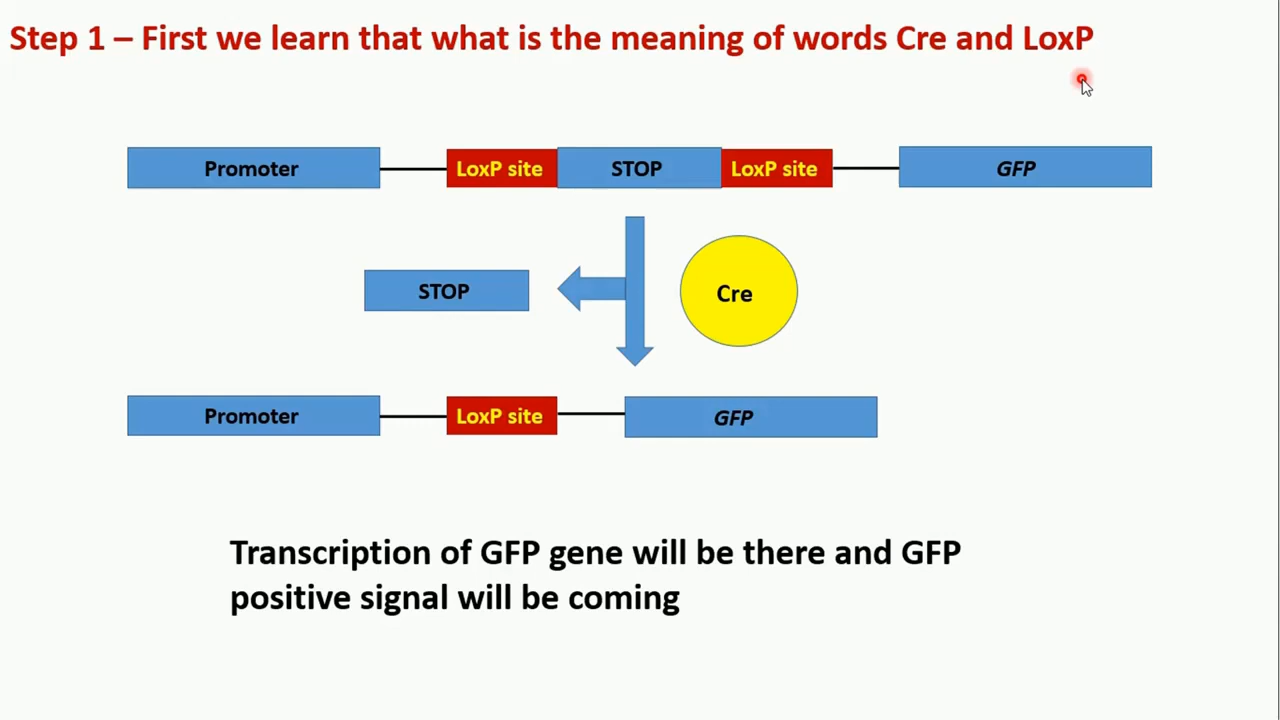 Step 1 – First we learn that what is the meaning of words Cre and LoxP
Promoter LoxP site STOP LoxP site GFP
STOP Cre
Promoter LoxP site GFP
Transcription of GFP gene will be there and GFP
positive signal will be coming